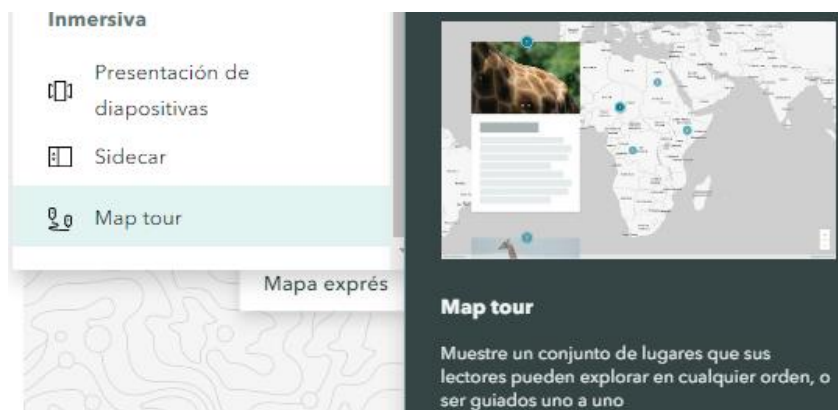 Inmersiva
Presentación de
diapositivas
Sidecar
Map tour
Mapa exprés
Map tour
Muestre un conjunto de lugares que sus
lectores pueden explorar en cualquier orden, o
ser guiados uno a uno